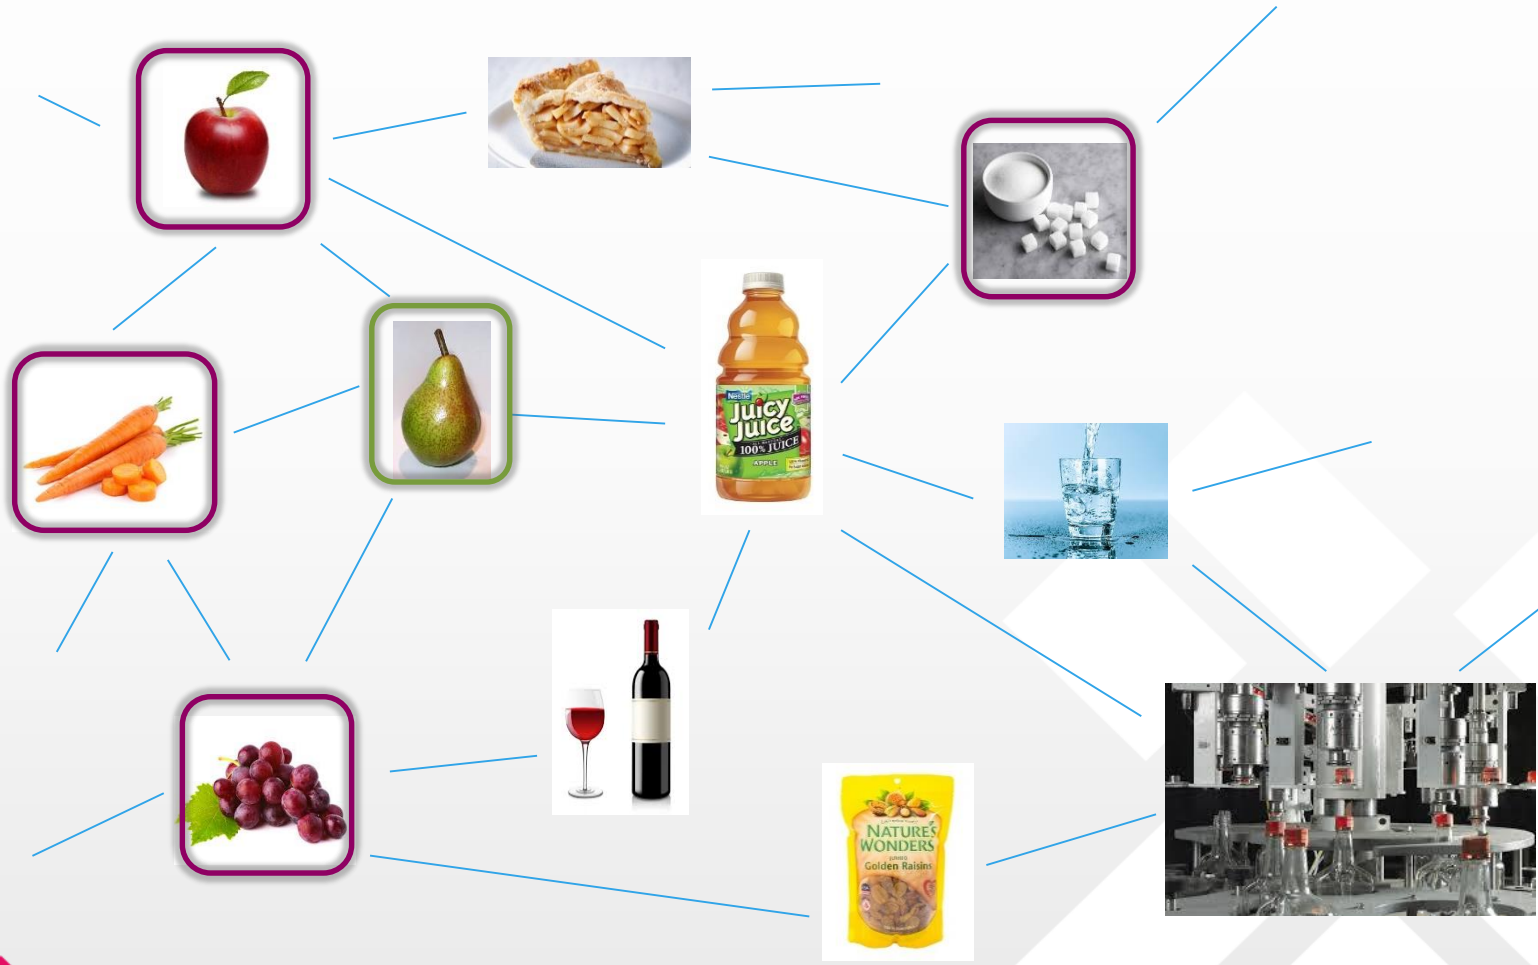 Nestle
Juicy
Juice
100% JUICE
APPLE
NATURE'S
WONDERS
Golden Raisins